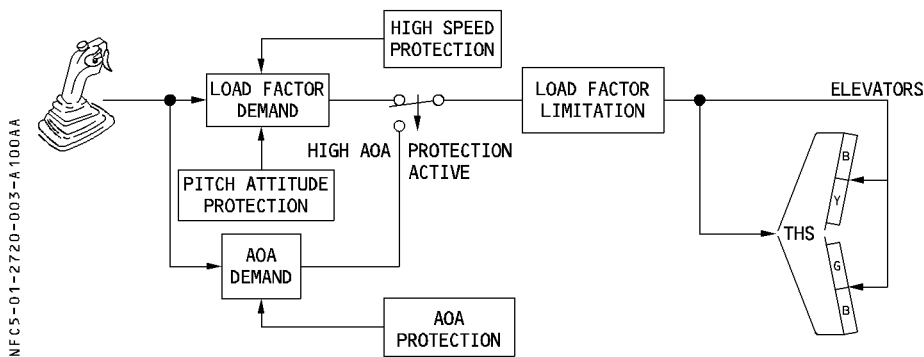 HIGH SPEED
PROTECTION
LOAD FACTOR
DEMAND
LOAD FACTOR
LIMITATION
ELEVATORS
HIGH AOA
PROTECTION
ACTIVE
PITCH ATTITUDE
PROTECTION
B
Y
THS
AOA
DEMAND
G
B
AOA
PROTECTION
NFC5-01-2720-003-A100AA